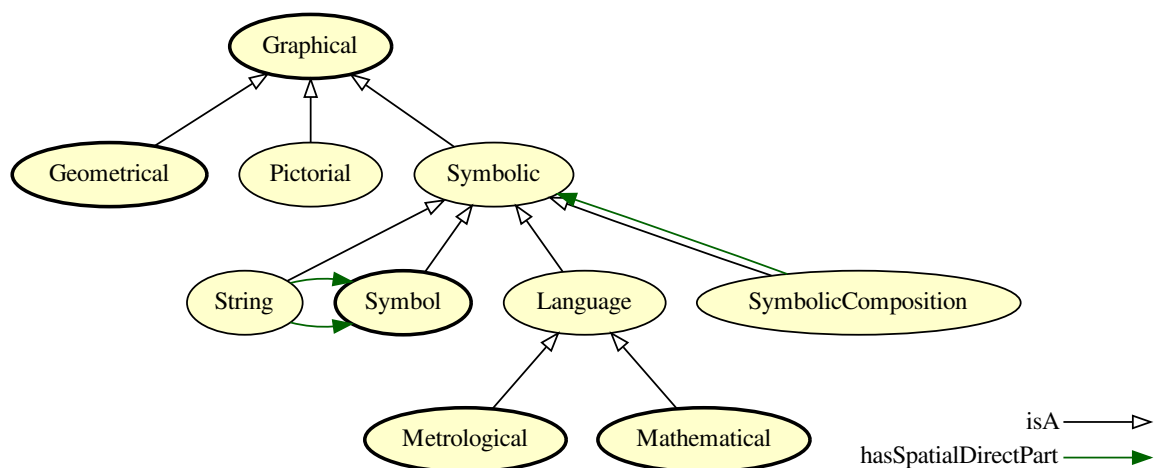 Graphical
Geometrical
Pictorial
Symbolic
String
Symbol
Language
SymbolicComposition
Metrological
Mathematical
isA
hasSpatialDirectPart